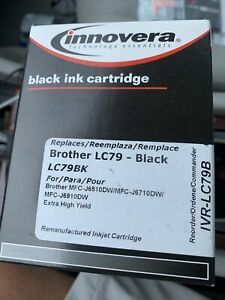 innovera®
technology essentials
black ink cartridge
Replaces/Reemplaza/Remplace
Brother LC79 - Black
LC79BK
For/Para/Pour
Brother MFC-J6510DW/MFC-J6710DW/
MFC-J6910DW
Extra High Yield
Remanufactured Inkjet Cartridge
Reorder/Ordene/Commander
IVR-LC79B